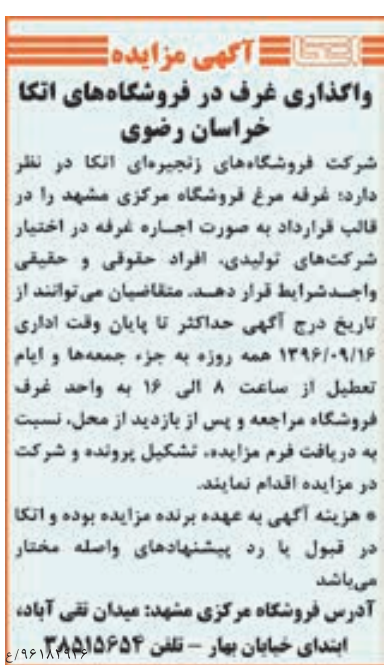 آگهی مزایده
واگذاری غرف در فروشگاه‌های اتکا
خراسان رضوی
شرکت فروشگاه‌های زنجیره‌ای اتکا در نظر
دارد؛ غرفه مرغ فروشگاه مرکزی مشهد را در
قالب قرارداد به صورت اجـاره غرفه در اختیار
شرکت‌های تولیدی، افراد حقوقی و حقیقی
واجـدشرایط قرار دهـد. متقاضیان می‌توانند از
تاریخ درج آگهی حداکثر تا پایان وقت اداری
۱۳۹۶/۰۹/۱۶ همه روزه به جزء جمعه‌ها و ایام
تعطیل از ساعت ۸ الی ۱۶ به واحد غرف
فروشگاه مراجعه و پس از بازدید از محل، نسبت
به دریافت فرم مزایده، تشکیل پرونده و شرکت
در مزایده اقدام نمایند.
* هزینه آگهی به عهده برنده مزایده بوده و اتکا
در قبول یا رد پیشنهادهای واصله مختار
می‌باشد
آدرس فروشگاه مرکزی مشهد: میدان تقی آباد،
ابتدای خیابان بهار – تلفن ۳۸۵۱۵۶۵۴
۹۶۱۸۲۹۳۶/ع